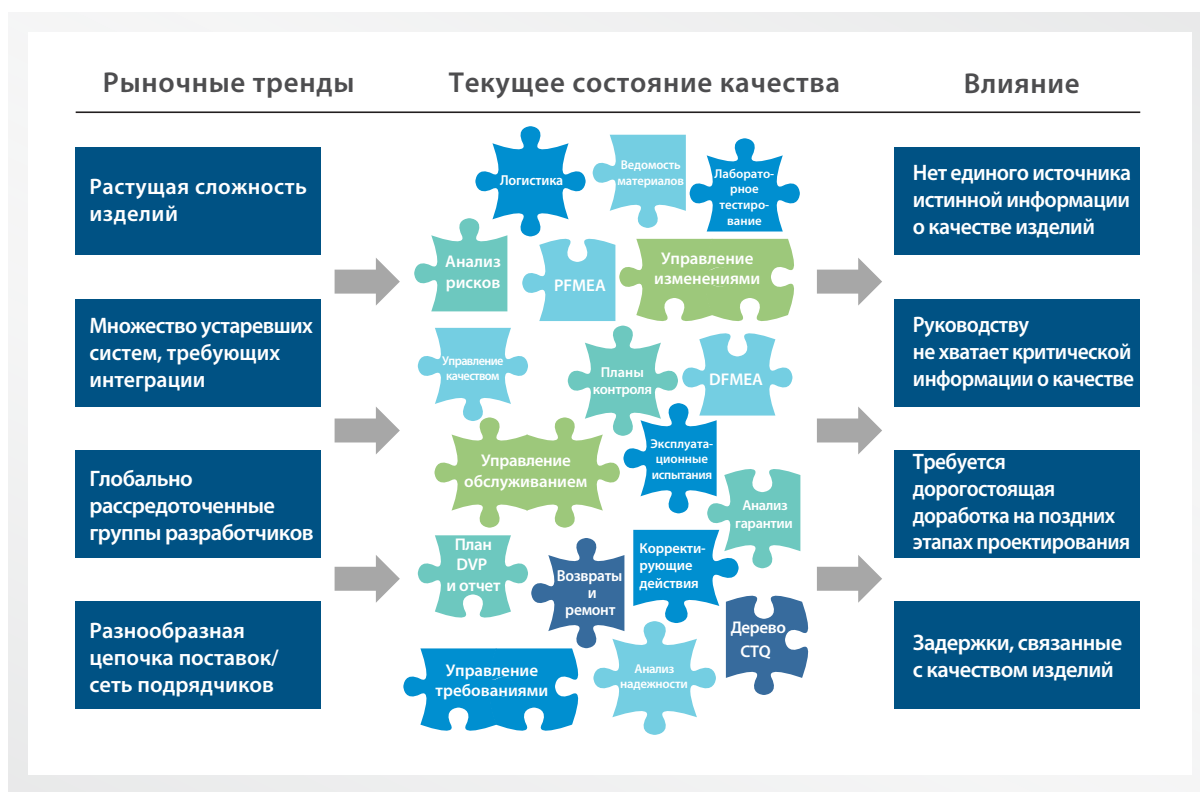 Рыночные тренды
Текущее состояние качества
Влияние
Растущая сложность
изделий
Множество устаревших
систем, требующих
интеграции
Глобально
рассредоточенные
группы разработчиков
Разнообразная
цепочка поставок/
сеть подрядчиков
Логистика
Ведомость
материалов
Лаборато-
рное
тестиро-
вание
Анализ
рисков
PFMEA
Управление
изменениями
Управление
качеством
Планы
контроля
DFMEA
Управление
обслуживанием
Эксплуата-
ционные
испытания
Анализ
гарантии
План
DVP
и отчет
Возвраты
и
ремонт
Коррeкти-
рующие
действия
Дерево
CTQ
Управление
требованиями
Анализ
надежности
Нет единого источника
истинной информации
о качестве изделий
Руководству
не хватает критической
информации о качестве
Требуется
дорогостоящая
доработка на поздних
этапах проектирования
Задержки, связанные
с качеством изделий